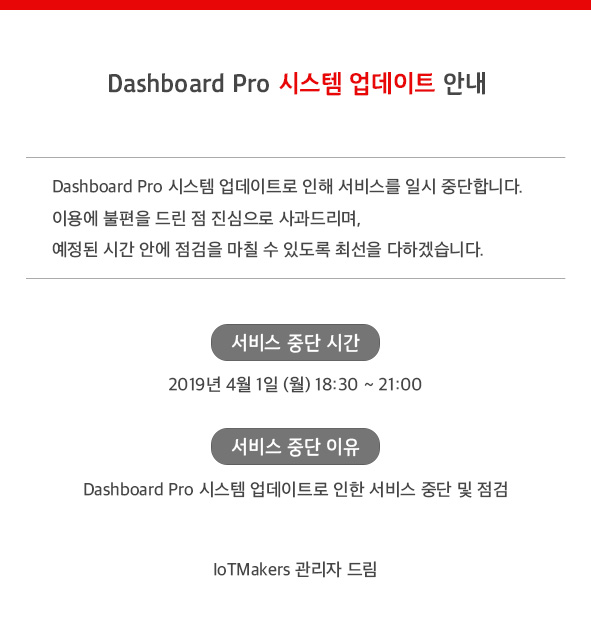 Dashboard Pro 시스템 업데이트 안내
Dashboard Pro 시스템 업데이트로 인해 서비스를 일시 중단합니다.
이용에 불편을 드린 점 진심으로 사과드리며,
예정된 시간 안에 점검을 마칠 수 있도록 최선을 다하겠습니다.
서비스 중단 시간
2019년 4월 1일 (월) 18:30 ~ 21:00
서비스 중단 이유
Dashboard Pro 시스템 업데이트로 인한 서비스 중단 및 점검
IoTMakers 관리자 드림